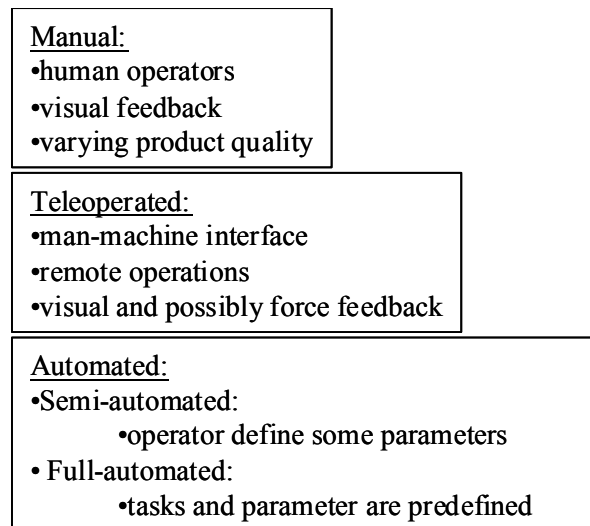 Manual:
•human operators
•visual feedback
•varying product quality
Teleoperated:
•man-machine interface
•remote operations
•visual and possibly force feedback
Automated:
•Semi-automated:
•operator define some parameters
• Full-automated:
•tasks and parameter are predefined